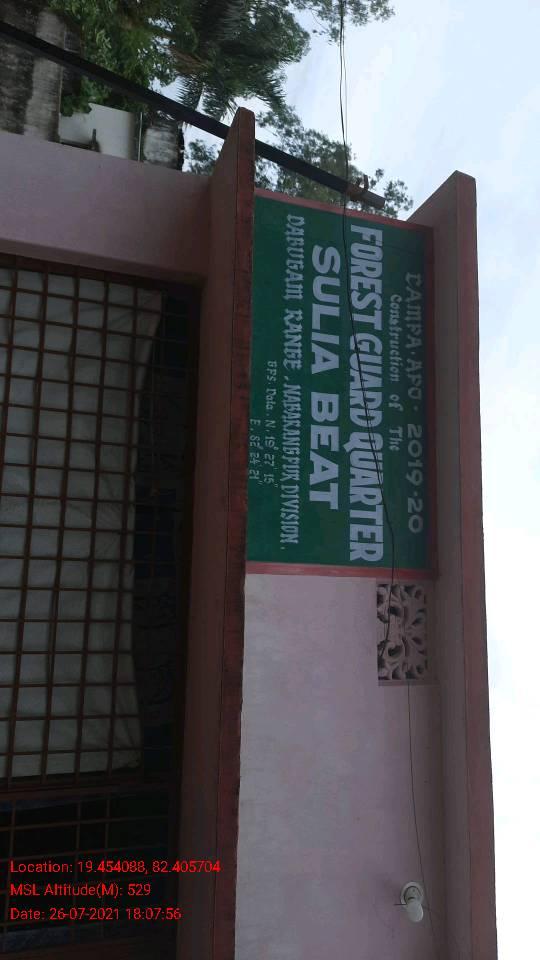 CAMPA. APO. 2019-20
Construction of The
FOREST GUARD QUARTER
SULIA BEAT
DABUGAM RANGE, NABARANGPUR DIVISION.
GPS. Data. N. 19° 27' 15"
E. 82° 24' 21"
Location: 19.454088, 82.405704
MSL Altitude(M): 529
Date: 26-07-2021 18:07:56